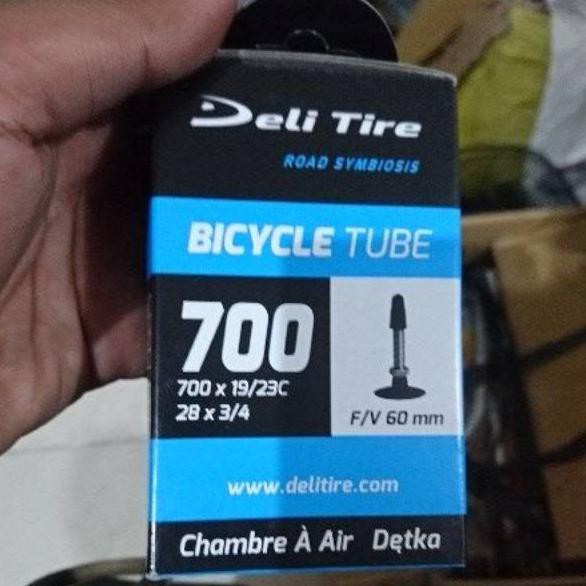 Deli Tire
ROAD SYMBIOSIS
BICYCLE TUBE
700
700 x 19/23C
28 x 3/4
F/V 60 mm
www.delitire.com
Chambre À Air Dętka